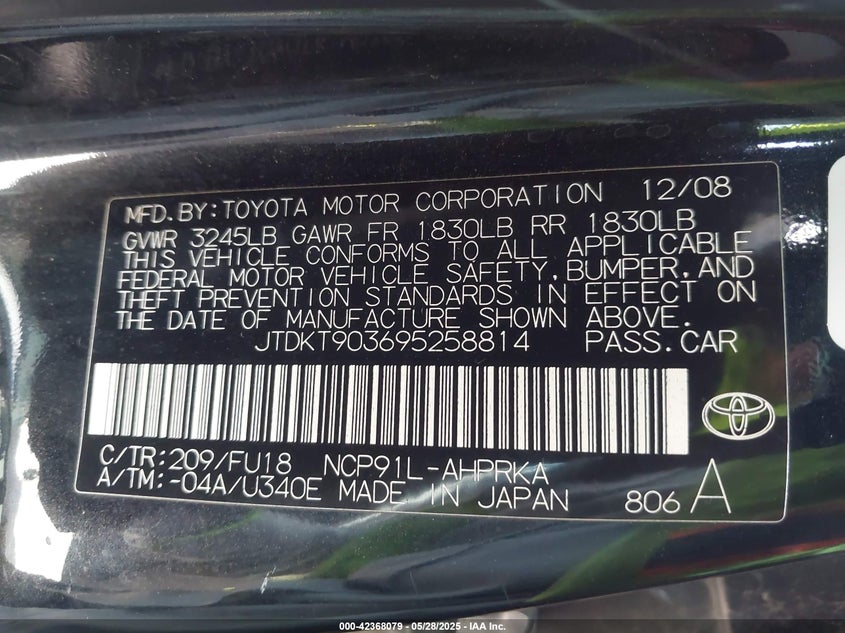 MFD. BY: TOYOTA MOTOR CORPORATION 12/08
GVWR 3245LB GAWR FR 1830LB RR 1830LB
THIS VEHICLE CONFORMS TO ALL APPLICABLE
FEDERAL MOTOR VEHICLE SAFETY, BUMPER, AND
THEFT PREVENTION STANDARDS IN EFFECT ON
THE DATE OF MANUFACTURE SHOWN ABOVE.
JTDKT903695258814 PASS. CAR
C/TR: 209/FU18 NCP91L-AHPRKA
A/TM: -04A/U340E MADE IN JAPAN 806 A
000-42368079 - 05/28/2025 - IAA Inc.